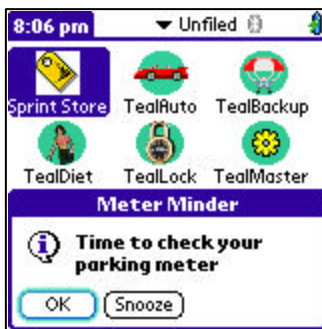 8:06 pm Unfiled
Sprint Store TealAuto TealBackup
TealDiet TealLock TealMaster
Meter Minder
Time to check your
parking meter
OK Snooze